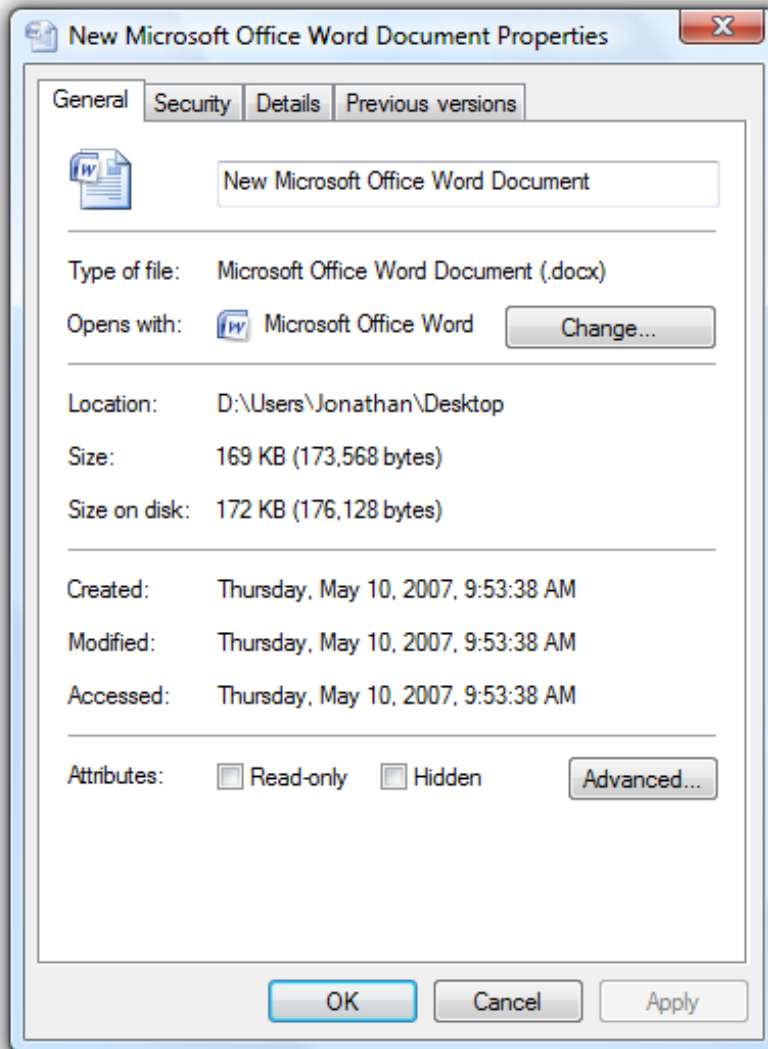 New Microsoft Office Word Document Properties
General Security Details Previous versions
New Microsoft Office Word Document
Type of file: Microsoft Office Word Document (.docx)
Opens with: Microsoft Office Word Change...
Location: D:\Users\Jonathan\Desktop
Size: 169 KB (173,568 bytes)
Size on disk: 172 KB (176,128 bytes)
Created: Thursday, May 10, 2007, 9:53:38 AM
Modified: Thursday, May 10, 2007, 9:53:38 AM
Accessed: Thursday, May 10, 2007, 9:53:38 AM
Attributes: Read-only Hidden Advanced...
OK Cancel Apply